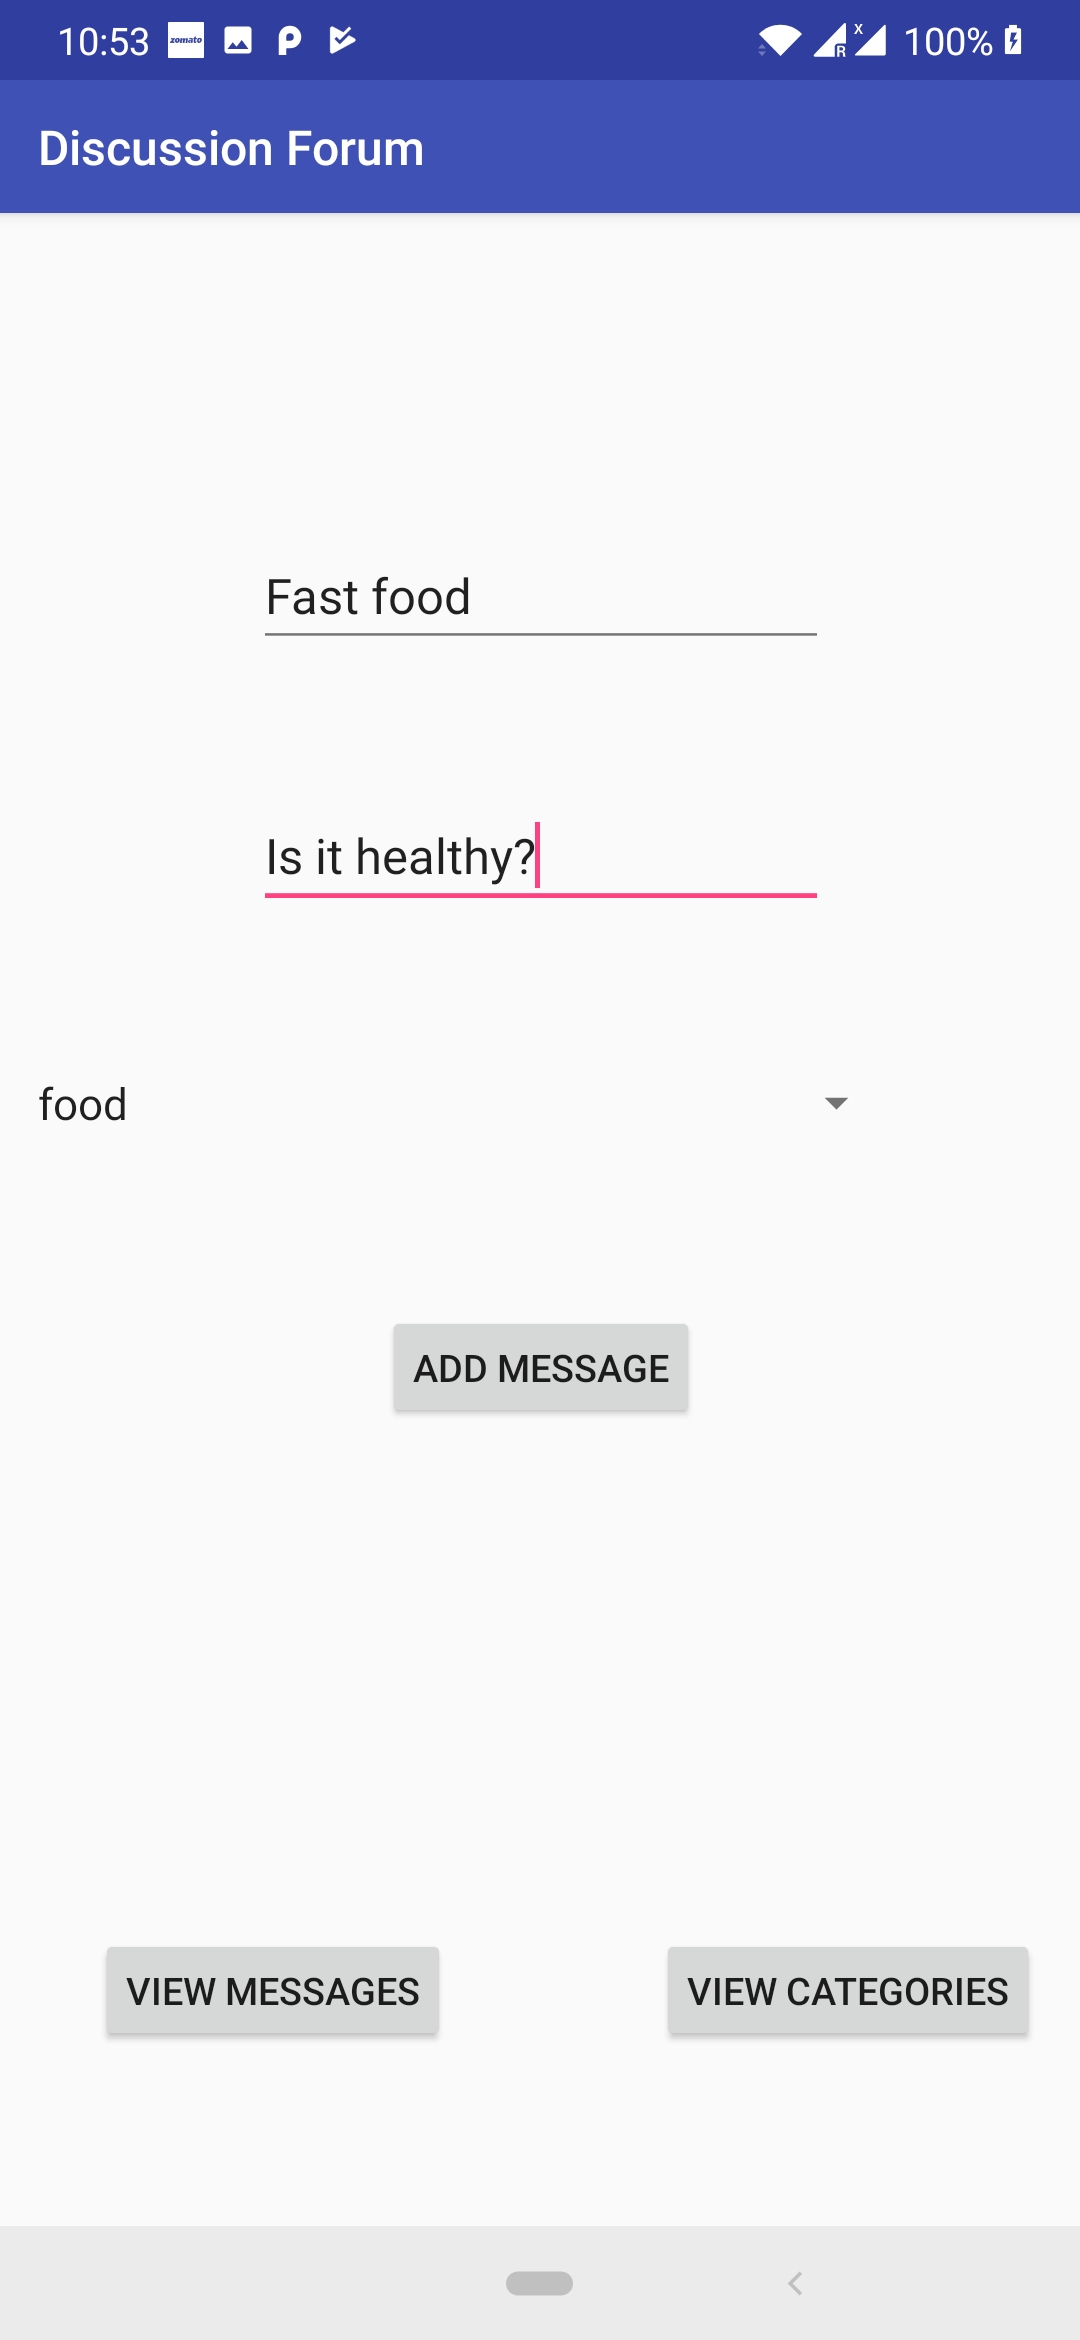 10:53 zomato 100%
Discussion Forum
Fast food
Is it healthy?
food
ADD MESSAGE
VIEW MESSAGES VIEW CATEGORIES